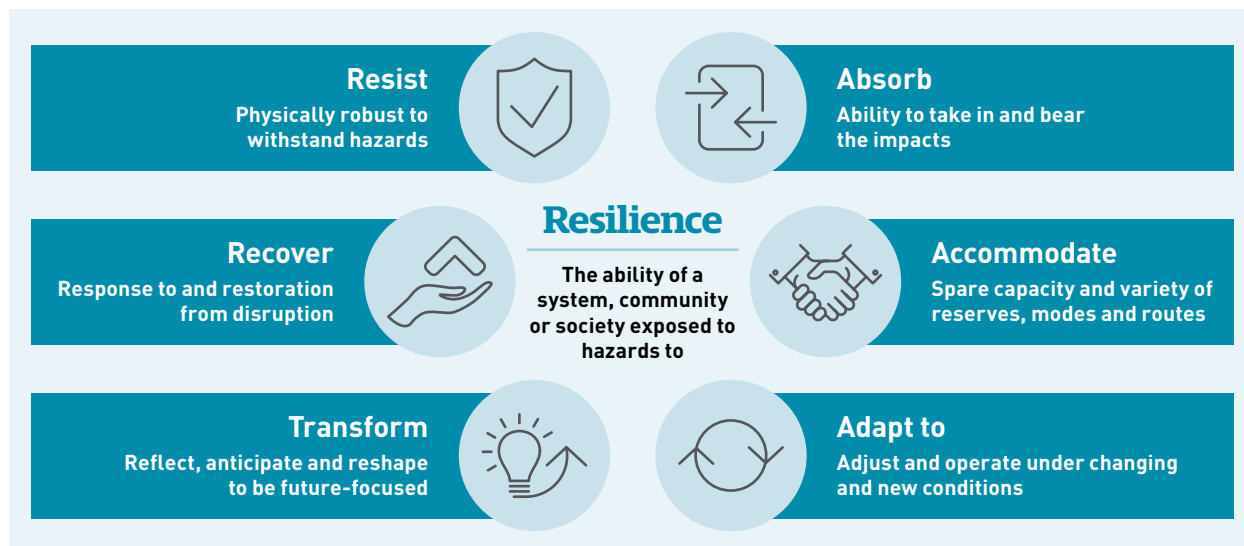 Resist
Physically robust to
withstand hazards
Absorb
Ability to take in and bear
the impacts
Resilience
The ability of a
system, community
or society exposed to
hazards to
Recover
Response to and restoration
from disruption
Accommodate
Spare capacity and variety of
reserves, modes and routes
Transform
Reflect, anticipate and reshape
to be future-focused
Adapt to
Adjust and operate under changing
and new conditions